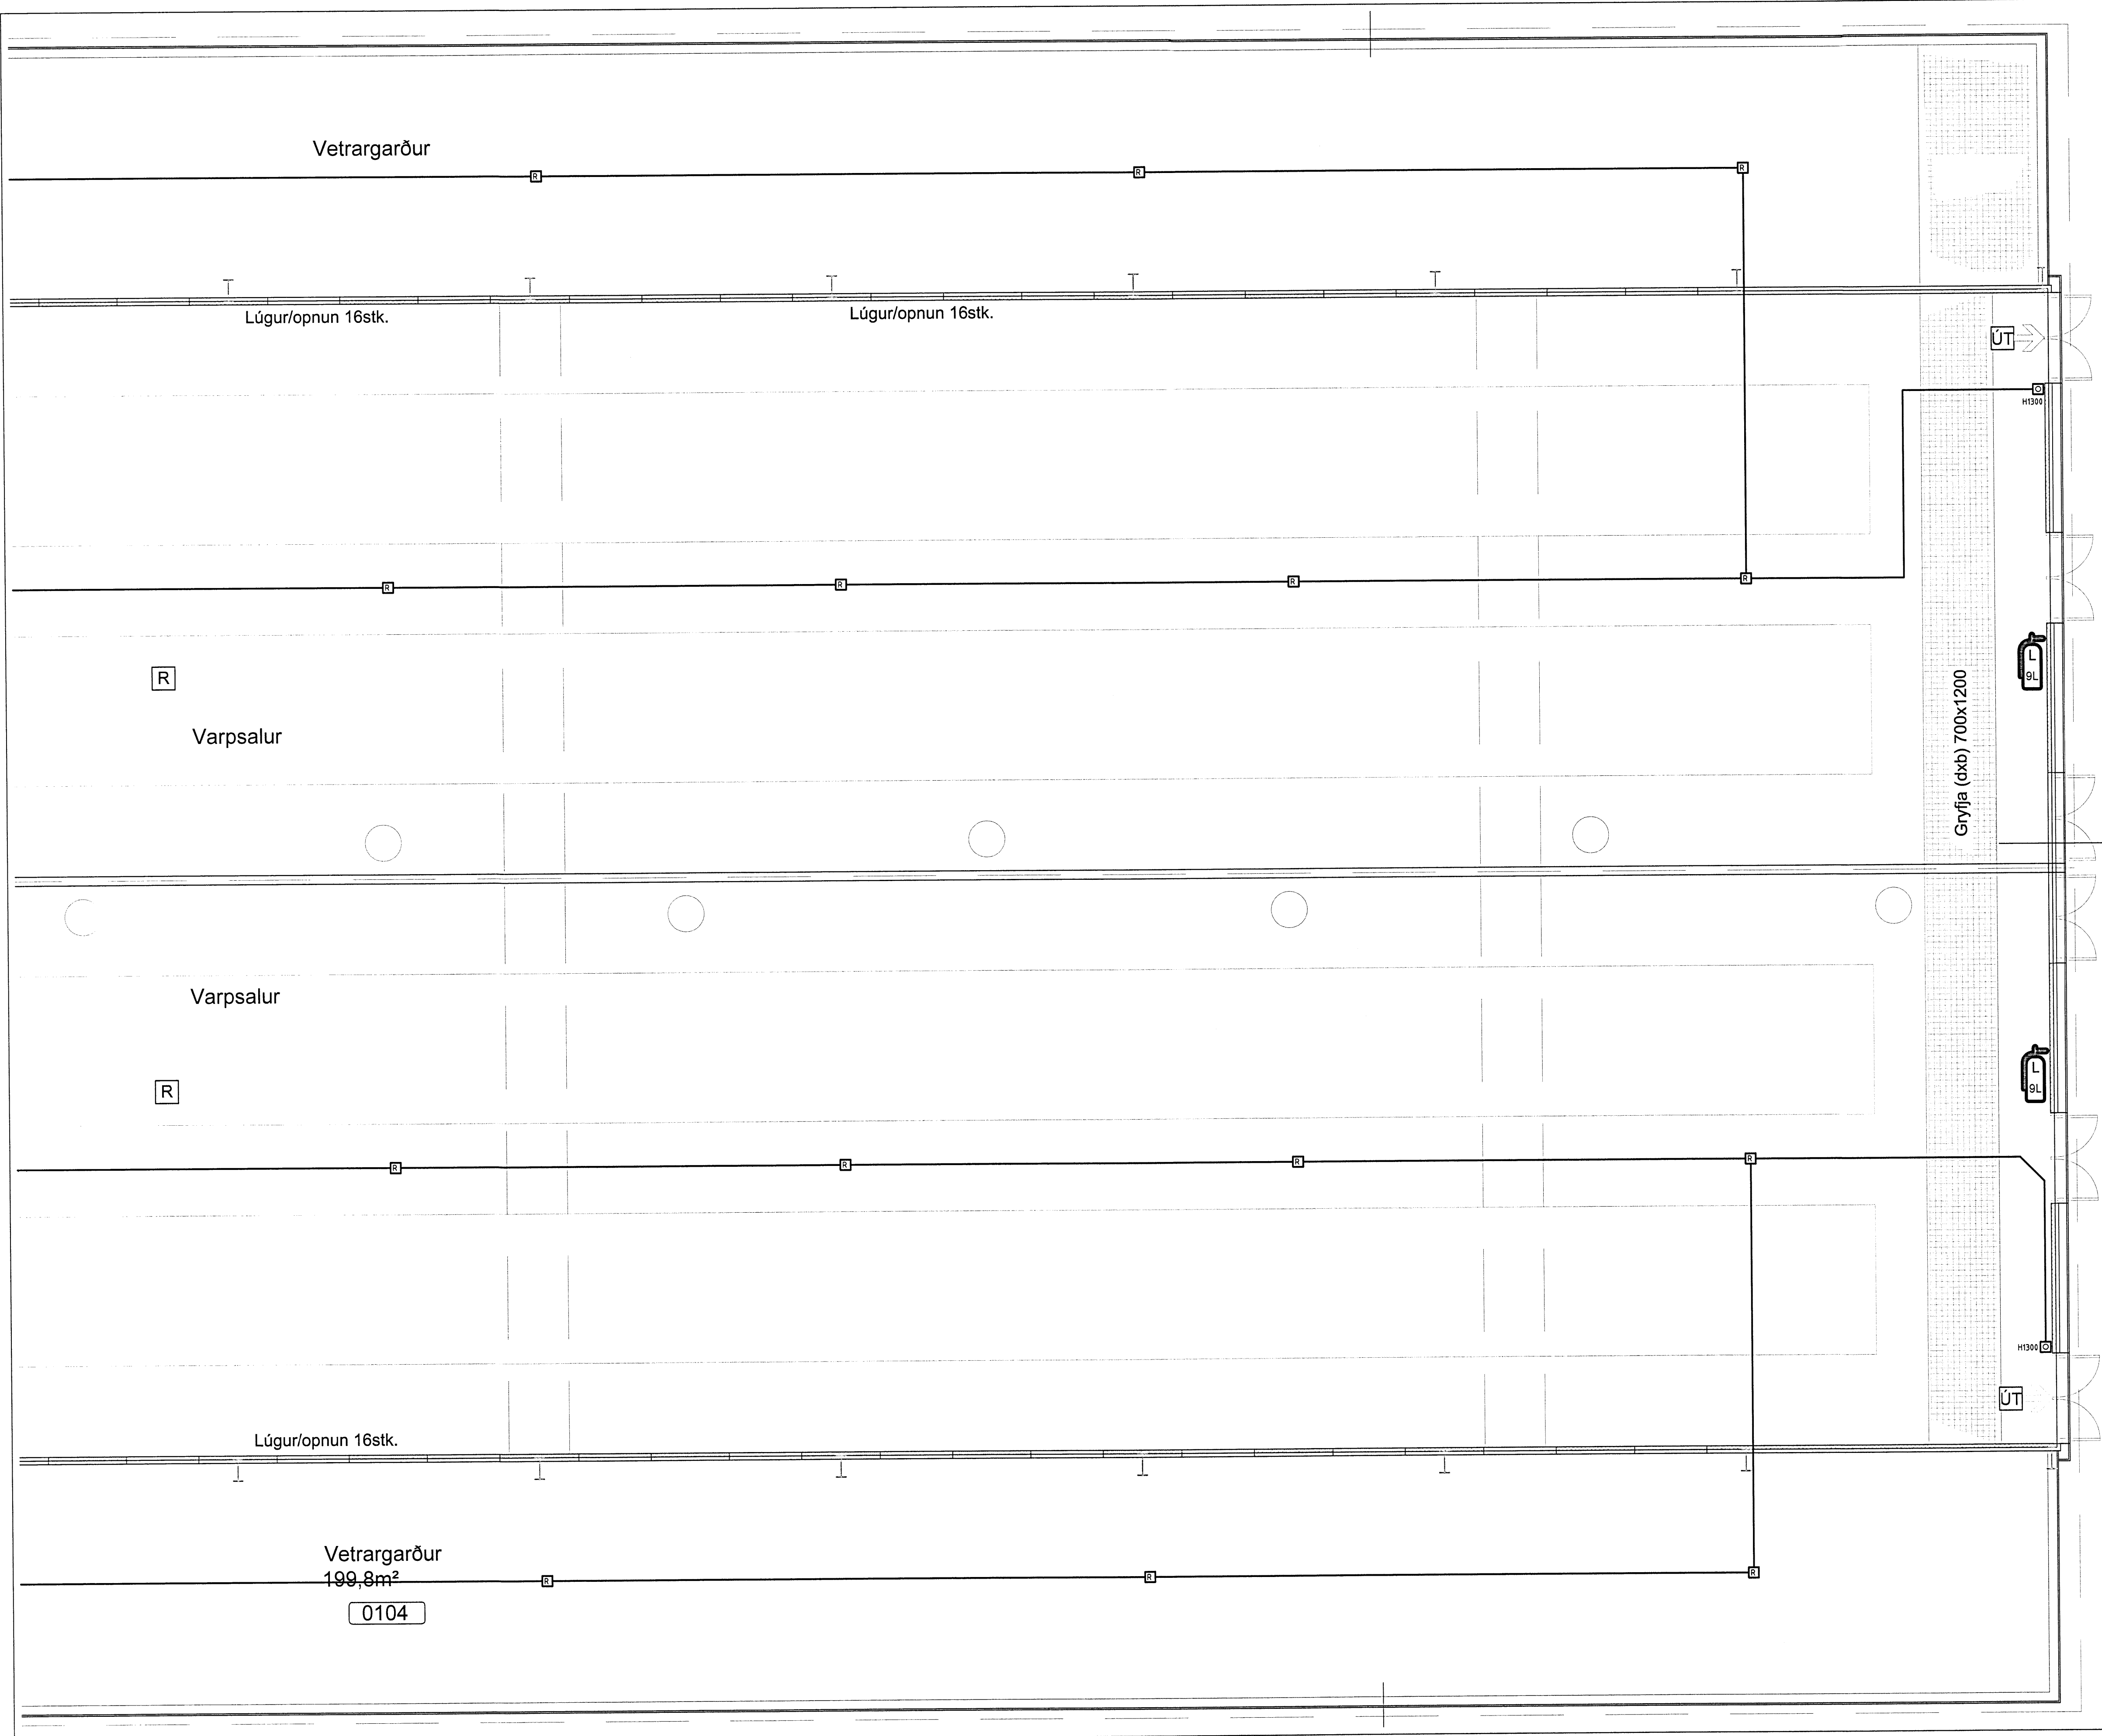 Vetrargarður
R
R
R
Lúgur/opnun 16stk.
Lúgur/opnun 16stk.
ÚT
H1300
R
R
R
R
L
9L
R
Varpsalur
Gryfja (dxb) 700x1200
Varpsalur
L
9L
R
R
R
R
R
H1300
ÚT
Lúgur/opnun 16stk.
Vetrargarður
199,8m²
R
R
R
0104